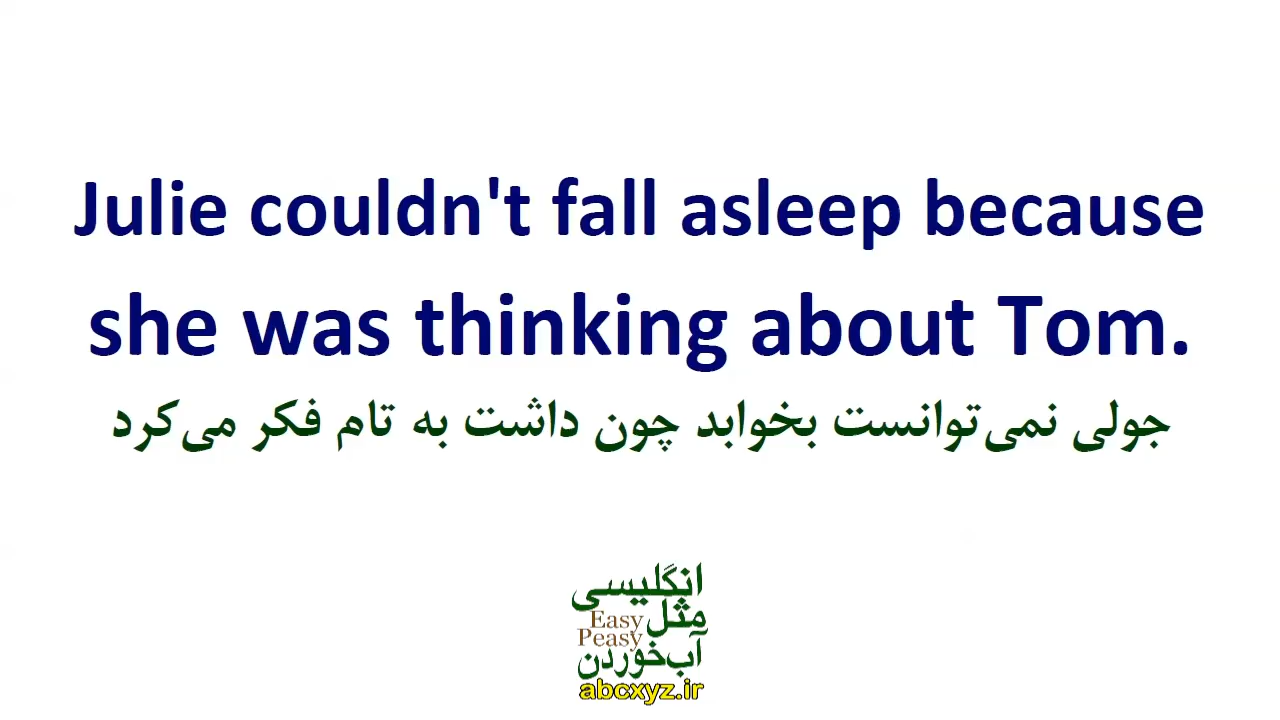 Julie couldn't fall asleep because
she was thinking about Tom.
جولی نمی‌توانست بخوابد چون داشت به تام فکر می‌کرد
انگلیسی
مثل
Easy
Peasy
آب‌خوردن
abcxyz.ir